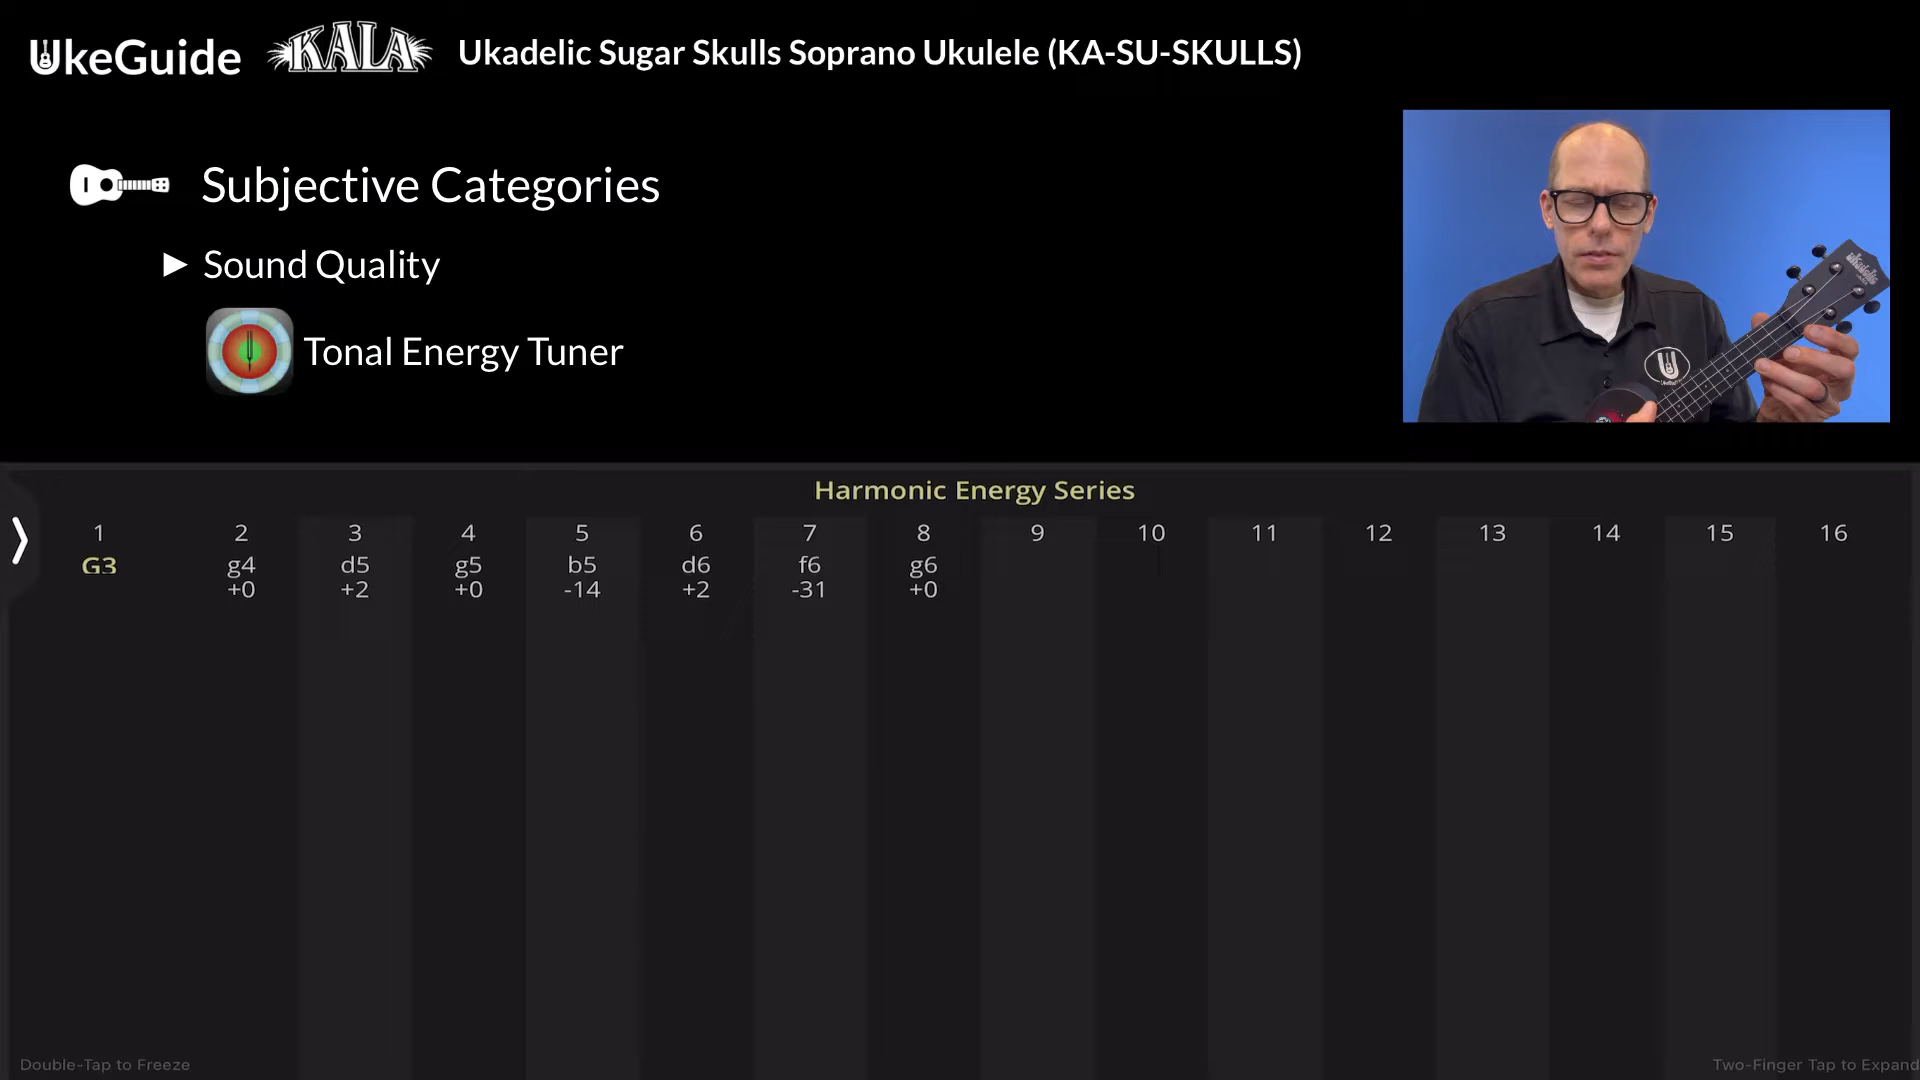 UkeGuide KALA Ukadelic Sugar Skulls Soprano Ukulele (KA-SU-SKULLS)
Subjective Categories
Sound Quality
Tonal Energy Tuner
ukadelic
U
Harmonic Energy Series
1 2 3 4 5 6 7 8 9 10 11 12 13 14 15 16
G3 g4 d5 g5 b5 d6 f6 g6
+0 +2 +0 -14 +2 -31 +0
Double-Tap to Freeze
Two-Finger Tap to Expand